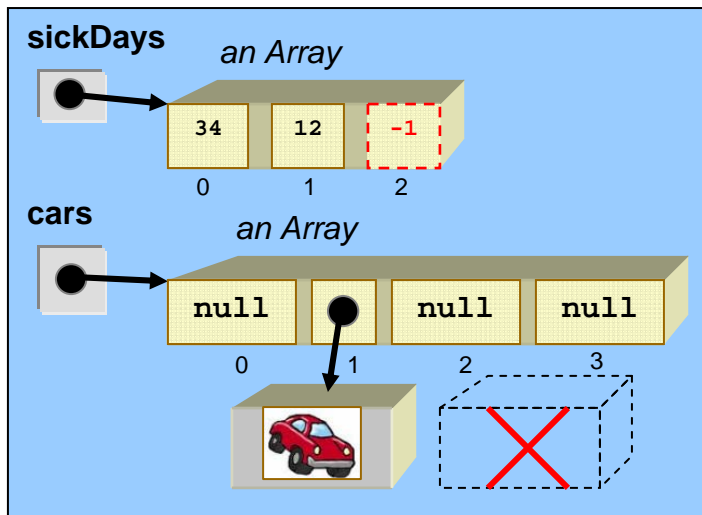 sickDays
an Array
34 12 -1
0 1 2
cars
an Array
null null null
0 1 2 3